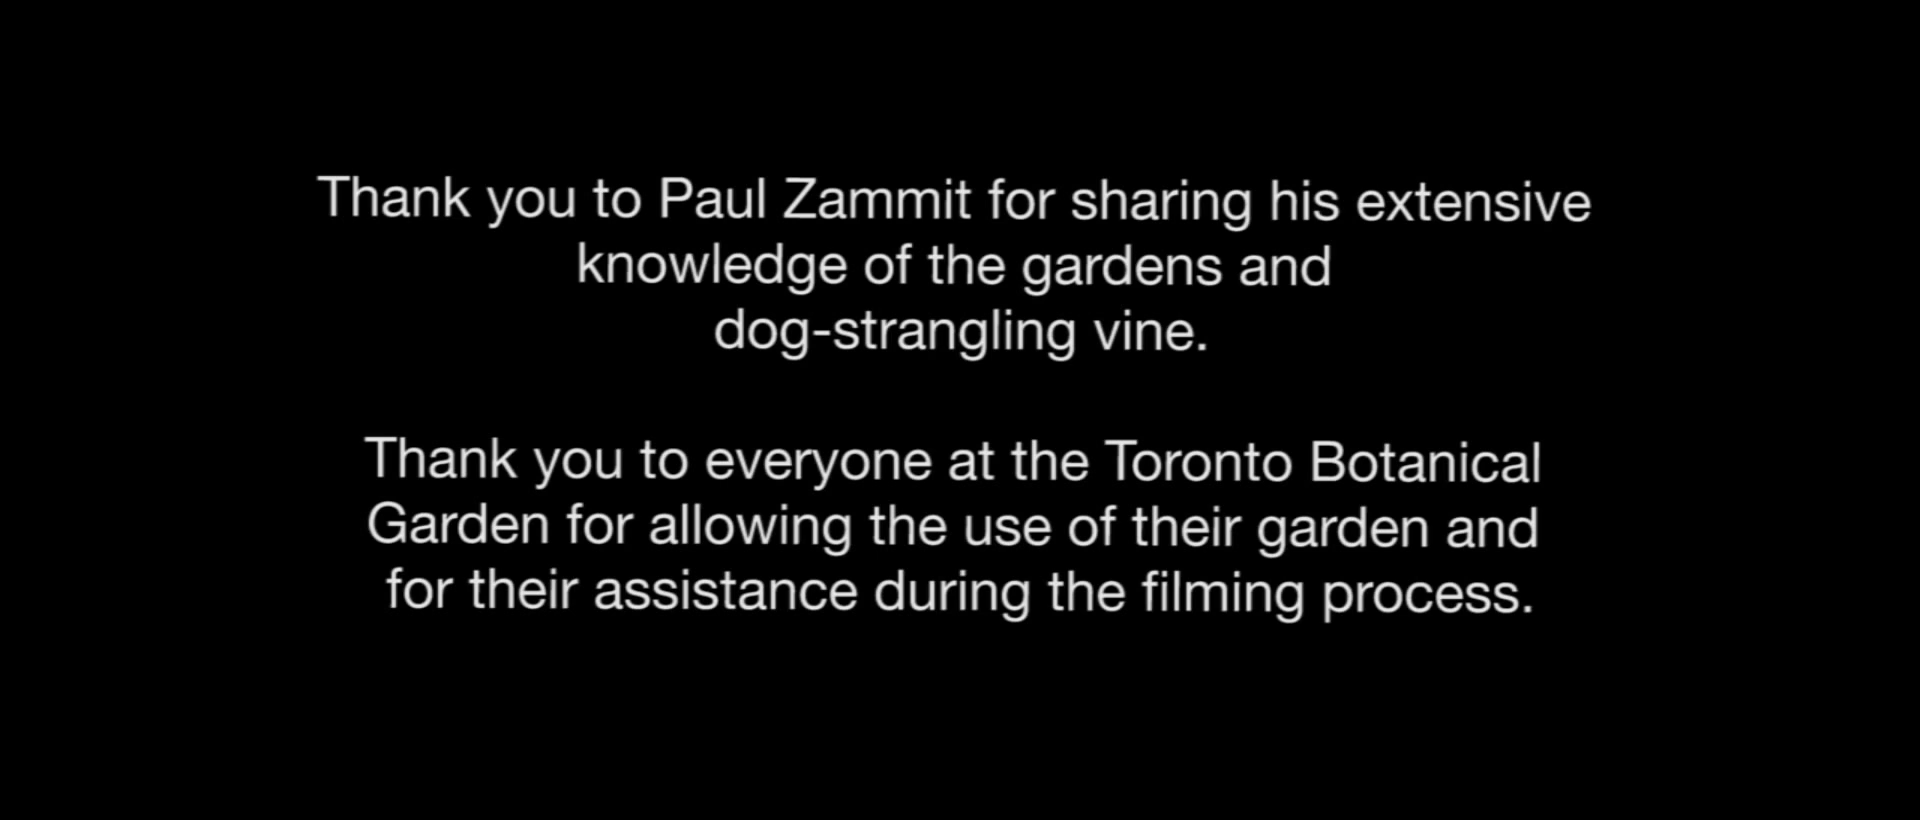 Thank you to Paul Zammit for sharing his extensive
knowledge of the gardens and
dog-strangling vine.
Thank you to everyone at the Toronto Botanical
Garden for allowing the use of their garden and
for their assistance during the filming process.